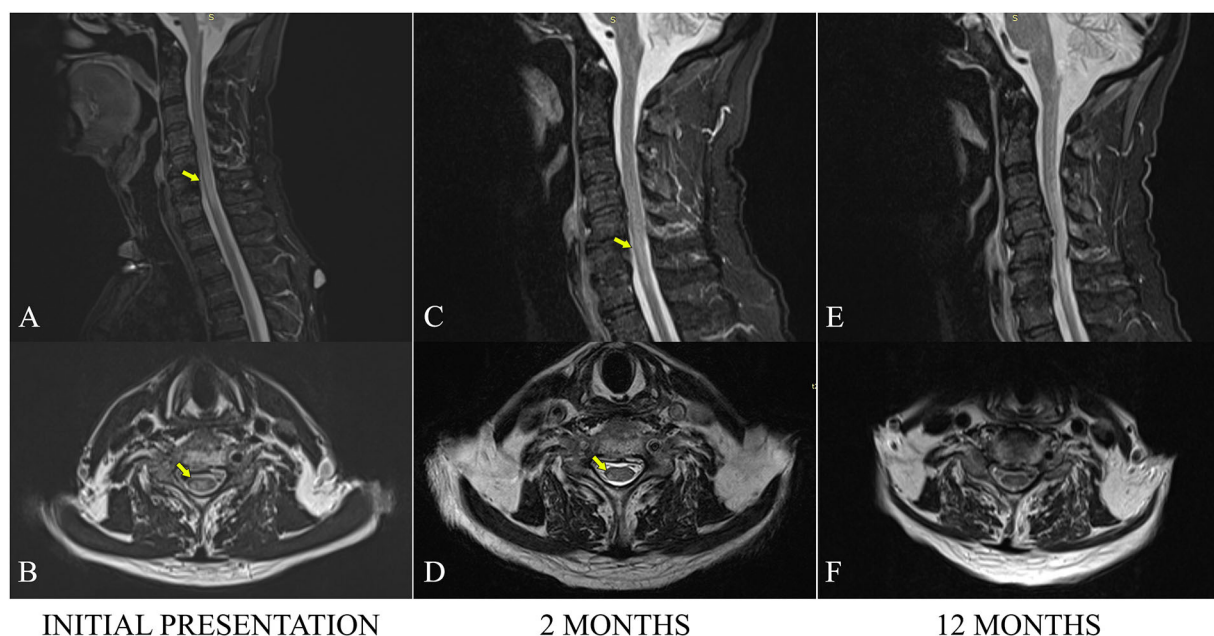 S
S
S
A
C
E
B
D
F
INITIAL PRESENTATION
2 MONTHS
12 MONTHS